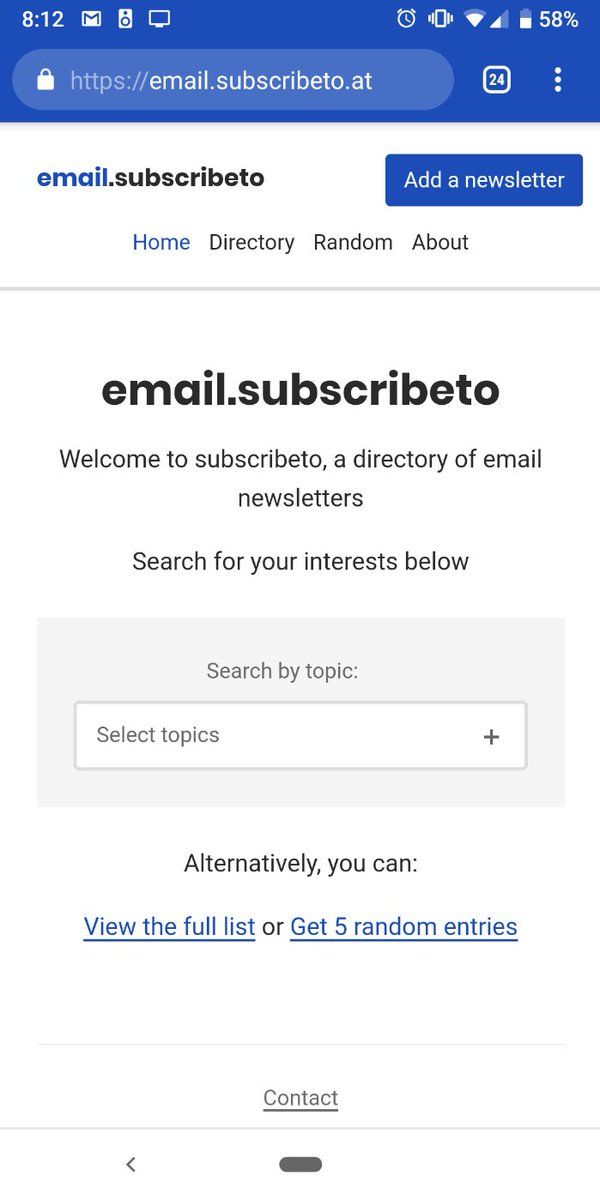 8:12 58%
https://email.subscribeto.at 24
email.subscribeto
Add a newsletter
Home Directory Random About
email.subscribeto
Welcome to subscribeto, a directory of email
newsletters
Search for your interests below
Search by topic:
Select topics +
Alternatively, you can:
View the full list or Get 5 random entries
Contact